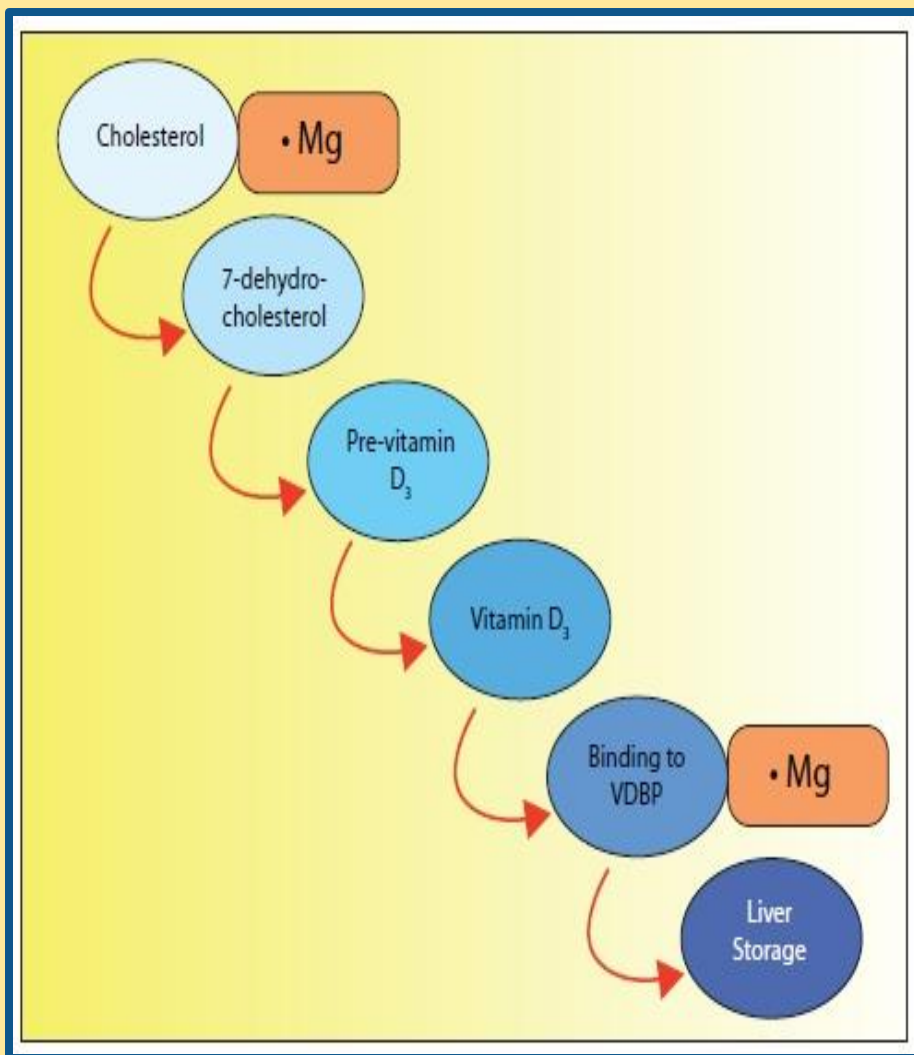 Cholesterol
• Mg
7-dehydro-
cholesterol
Pre-vitamin
D₃
Vitamin D₃
Binding to
VDBP
• Mg
Liver
Storage